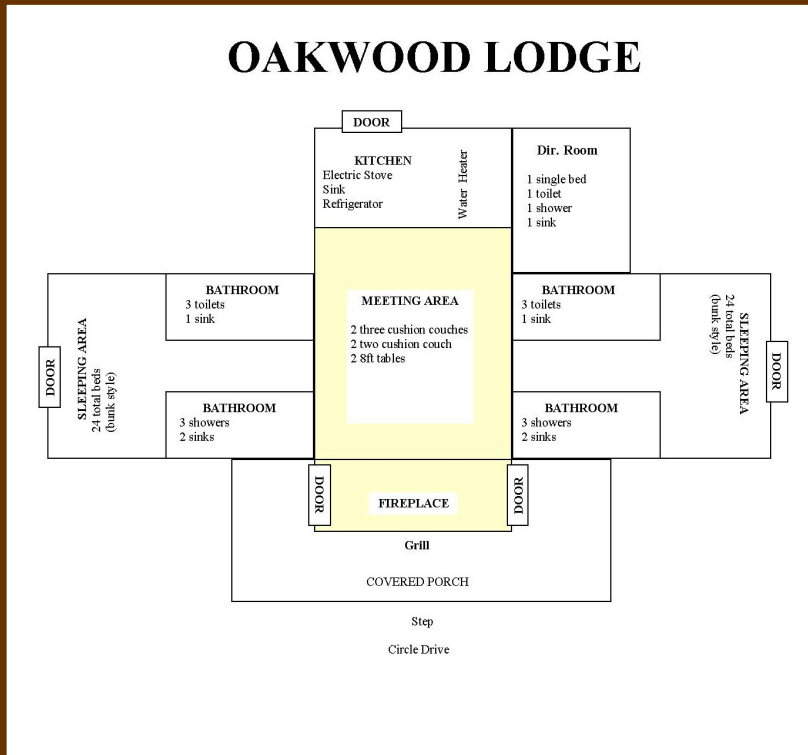 OAKWOOD LODGE
DOOR
KITCHEN
Electric Stove
Sink
Refrigerator
Water Heater
Dir. Room
1 single bed
1 toilet
1 shower
1 sink
BATHROOM
3 toilets
1 sink
MEETING AREA
2 three cushion couches
2 two cushion couch
2 8ft tables
BATHROOM
3 toilets
1 sink
DOOR
SLEEPING AREA
24 total beds
(bunk style)
SLEEPING AREA
24 total beds
(bunk style)
DOOR
BATHROOM
3 showers
2 sinks
BATHROOM
3 showers
2 sinks
DOOR
FIREPLACE
DOOR
Grill
COVERED PORCH
Step
Circle Drive